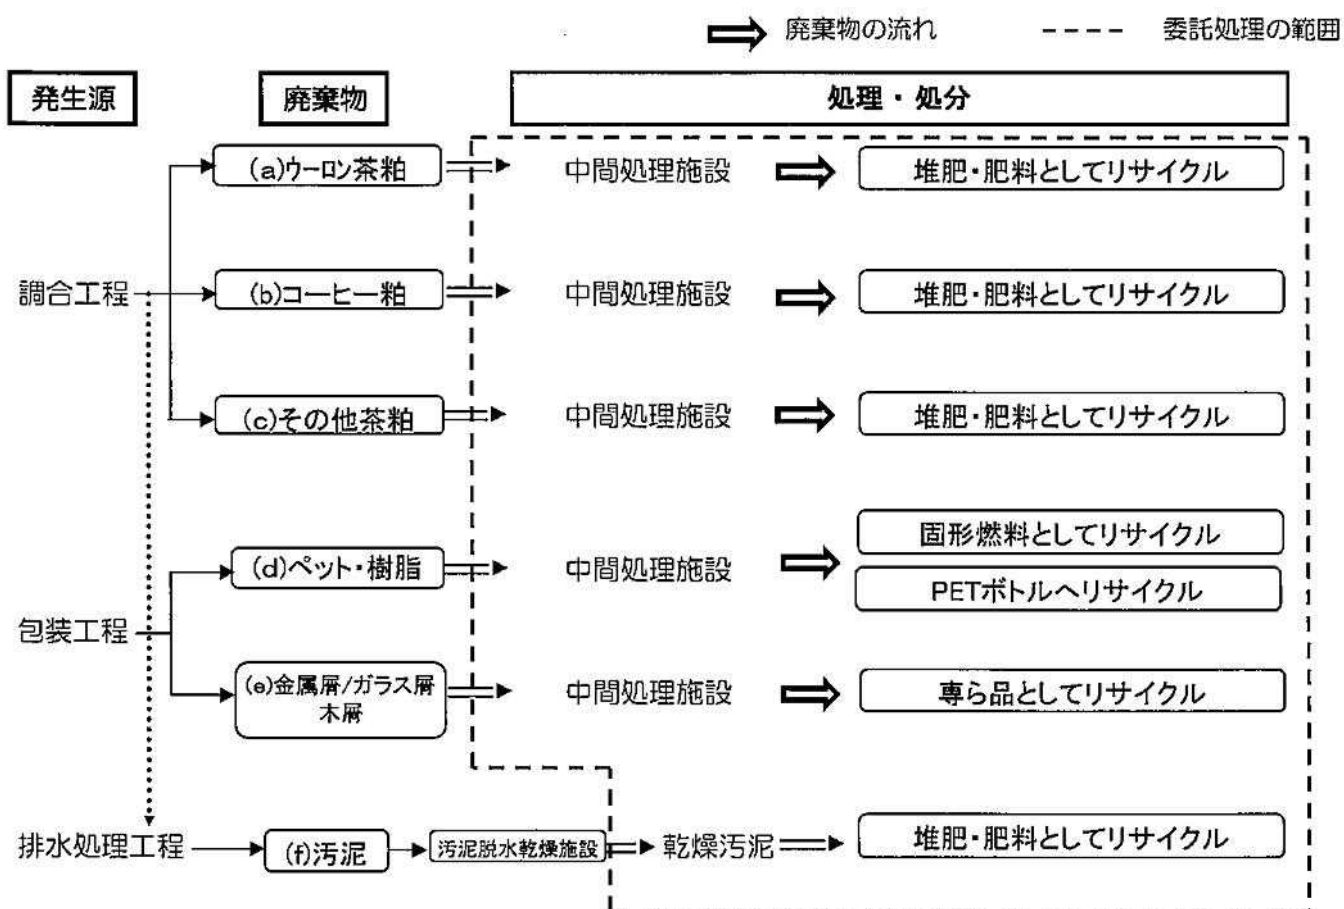 廃棄物の流れ 委託処理の範囲
発生源 廃棄物 処理・処分
(a)ウーロン茶粕 中間処理施設 堆肥・肥料としてリサイクル
調合工程 (b)コーヒー粕 中間処理施設 堆肥・肥料としてリサイクル
(c)その他茶粕 中間処理施設 堆肥・肥料としてリサイクル
固形燃料としてリサイクル
(d)ペット・樹脂 中間処理施設
PETボトルへリサイクル
包装工程
(e)金属屑/ガラス屑 中間処理施設 専ら品としてリサイクル
木屑
排水処理工程 (f)汚泥 汚泥脱水乾燥施設 乾燥汚泥 堆肥・肥料としてリサイクル